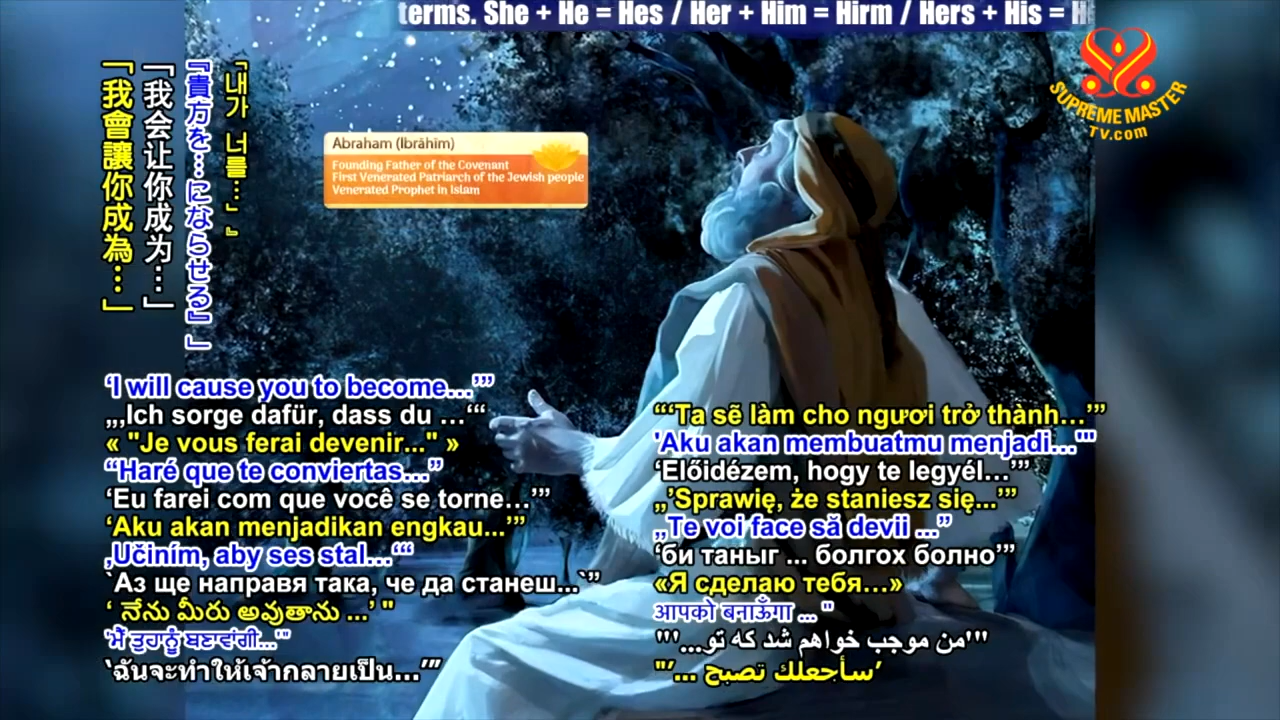 terms. She + He = Hes / Her + Him = Hirm / Hers + His =
SUPREME MASTER
TV.com
Abraham (Ibrāhīm)
Founding Father of the Covenant
First Venerated Patriarch of the Jewish people
Venerated Prophet in Islam
「내가 너를…」』
『貴方を…にならせる』」
「我会让你成为…」
「我會讓你成為…」
‘I will cause you to become…’”
„‚Ich sorge dafür, dass du …‘“
« "Je vous ferai devenir..." »
“Haré que te conviertas…”
‘Eu farei com que você se torne…’”
‘Aku akan menjadikan engkau...’”
‚Učiním, aby ses stal…‘“
`Аз ще направя така, че да станеш...`”
‘ నేను మీరు అవుతాను ...’ "
'ਮੈਂ ਤੁਹਾਨੂੰ ਬਣਾਵਾਂਗੀ...'"
‘ฉันจะทำให้เจ้ากลายเป็น...’”
“‘Ta sẽ làm cho ngươi trở thành…’”
'Aku akan membuatmu menjadi…'"
‘Előidézem, hogy te legyél…’”
„’Sprawię, że staniesz się...’”
„Te voi face să devii ...”
‘би таныг ... болгох болно’”
«Я сделаю тебя…»
आपको बनाऊँगा ... "
'"من موجب خواهم شد که تو...'"
’سأجعلك تصبح ...’"